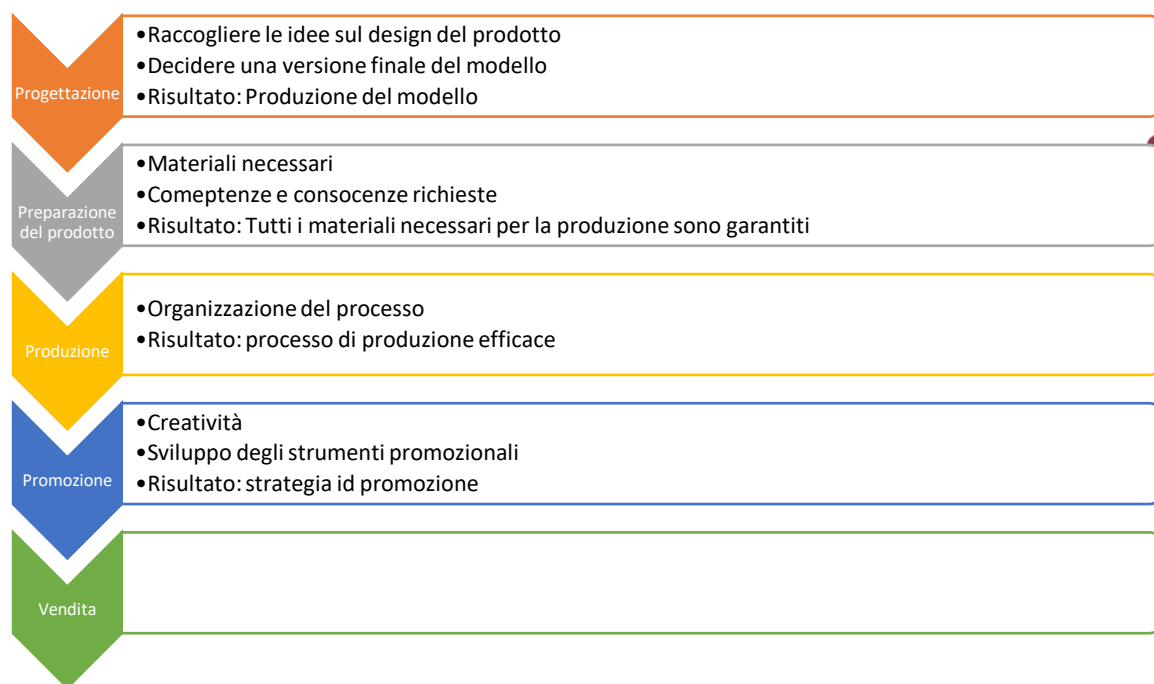 Progettazione
•Raccogliere le idee sul design del prodotto
•Decidere una versione finale del modello
•Risultato: Produzione del modello
Preparazione
del prodotto
•Materiali necessari
•Comeptenze e consocenze richieste
•Risultato: Tutti i materiali necessari per la produzione sono garantiti
Produzione
•Organizzazione del processo
•Risultato: processo di produzione efficace
Promozione
•Creatività
•Sviluppo degli strumenti promozionali
•Risultato: strategia id promozione
Vendita